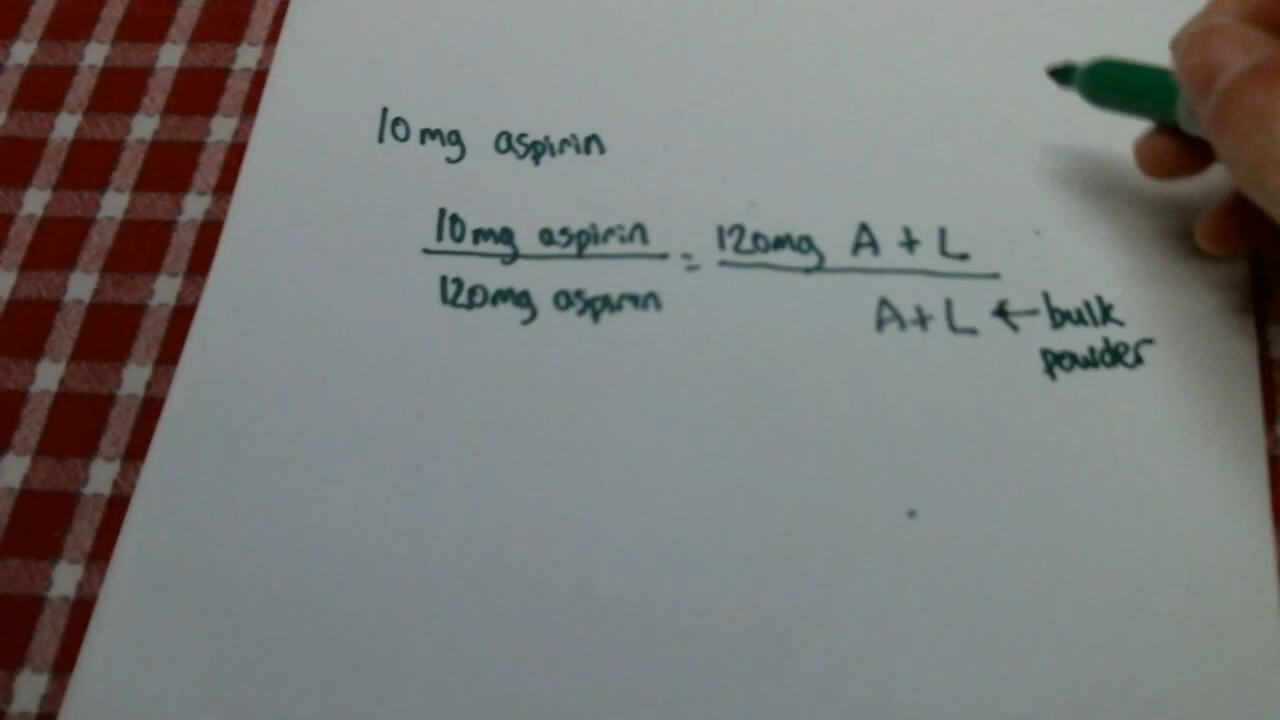 10mg aspirin
10mg aspirin = 120mg A + L
120mg aspirin A+L ← bulk
powder